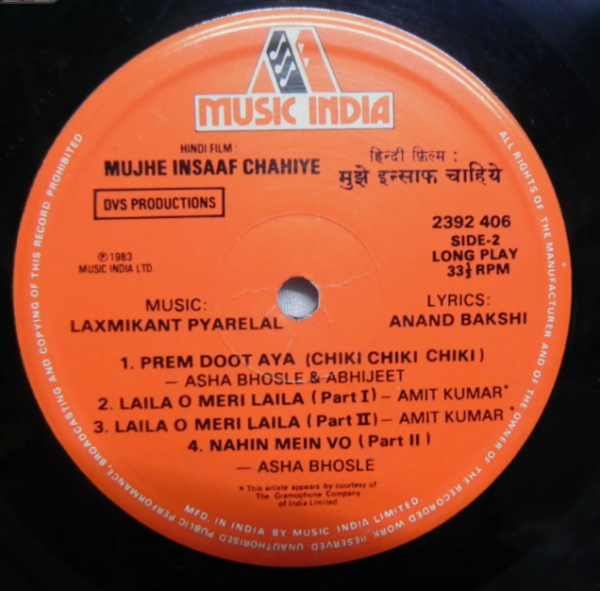 MUSIC INDIA
HINDI FILM:
MUJHE INSAAF CHAHIYE
हिन्दी फ़िल्म :
मुझे इन्साफ चाहिये
DVS PRODUCTIONS
2392 406
SIDE-2
LONG PLAY
33⅓ RPM
℗1983
MUSIC INDIA LTD.
MUSIC:
LAXMIKANT PYARELAL
LYRICS:
ANAND BAKSHI
1. PREM DOOT AYA (CHIKI CHIKI CHIKI)
— ASHA BHOSLE & ABHIJEET
2. LAILA O MERI LAILA (Part I) — AMIT KUMAR*
3. LAILA O MERI LAILA (Part II) — AMIT KUMAR*
4. NAHIN MEIN VO (Part II)
— ASHA BHOSLE
* This artiste appears by courtesy of
The Gramophone Company
of India Limited
MFD. IN INDIA BY MUSIC INDIA LIMITED.
ALL RIGHTS OF THE MANUFACTURER AND OF THE OWNER OF THE RECORDED WORK RESERVED. UNAUTHORISED PUBLIC PERFORMANCE, BROADCASTING AND COPYING OF THIS RECORD PROHIBITED